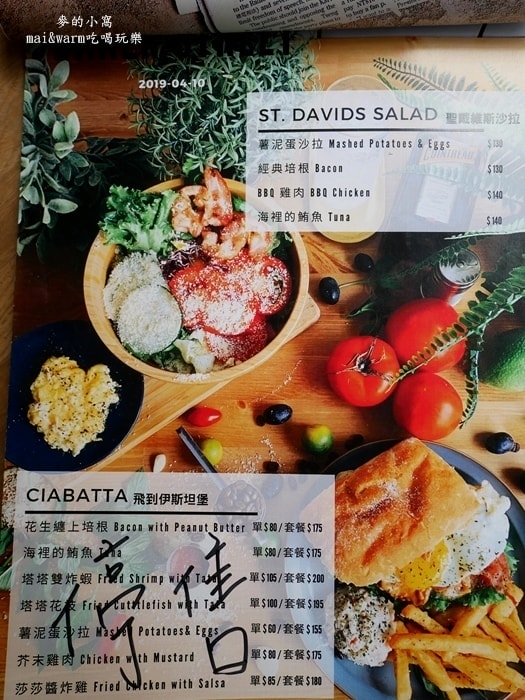 麥的小窩
mai&warm吃喝玩樂
2019-04-10
ST. DAVIDS SALAD 聖戴維斯沙拉
薯泥蛋沙拉 Mashed Potatoes & Eggs $130
經典培根 Bacon $130
BBQ 雞肉 BBQ Chicken $140
海裡的鮪魚 Tuna $140
CIABATTA 飛到伊斯坦堡
花生纏上培根 Bacon with Peanut Butter 單$80/套餐$175
海裡的鮪魚 Tuna 單$80/套餐$175
塔塔雙炸蝦 Fried Shrimp with Tata 單$105/套餐$200
塔塔花枝 Fried Cuttlefish with Tata 單$100/套餐$195
薯泥蛋沙拉 Mashed Potatoes& Eggs 單$60/套餐$155
芥末雞肉 Chicken with Mustard 單$80/套餐$175
莎莎醬炸雞 Fried Chicken with Salsa 單$85/套餐$180
停售